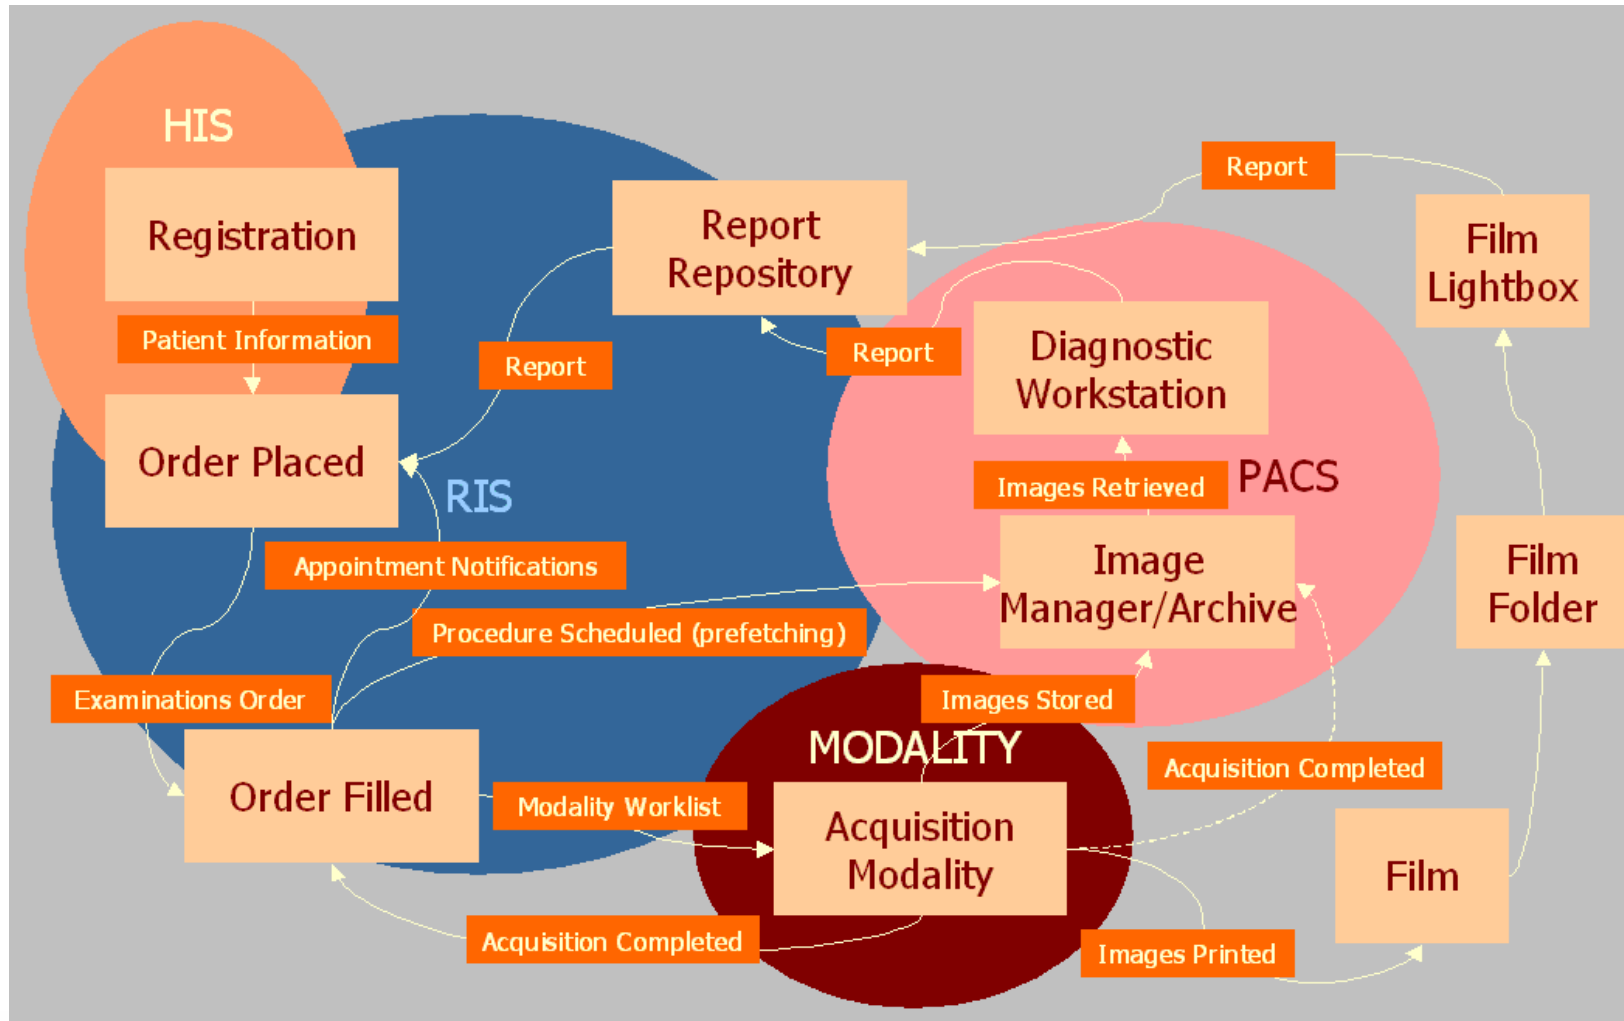 HIS
Registration
Patient Information
Order Placed
RIS
Report
Repository
Report
Report
Report
Film
Lightbox
Diagnostic
Workstation
Images Retrieved
PACS
Appointment Notifications
Image
Manager/Archive
Film
Folder
Procedure Scheduled (prefetching)
Examinations Order
Images Stored
MODALITY
Acquisition Completed
Order Filled
Modality Worklist
Acquisition
Modality
Film
Acquisition Completed
Images Printed